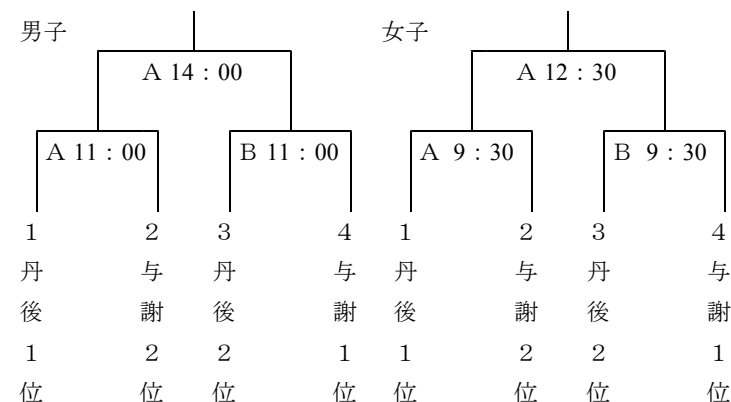 男子
Ａ 14：00
Ａ 11：00
Ｂ 11：00
１丹後１位
２与謝２位
３丹後２位
４与謝１位
女子
Ａ 12：30
Ａ 9：30
Ｂ 9：30
１丹後１位
２与謝２位
３丹後２位
４与謝１位